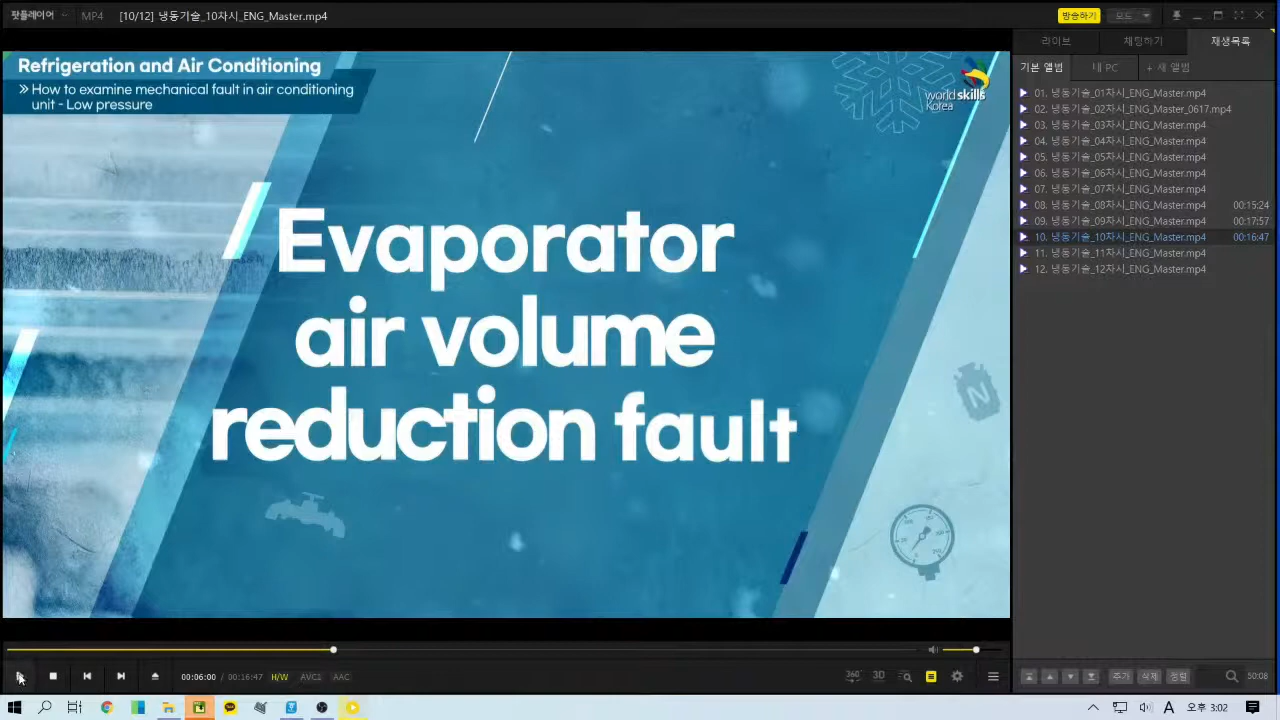 팟플레이어
MP4
[10/12] 냉동기술_10차시_ENG_Master.mp4
방송하기
모드
라이브
채팅하기
재생목록
기본 앨범
내 PC
+ 새 앨범
Refrigeration and Air Conditioning
» How to examine mechanical fault in air conditioning
unit - Low pressure
world skills
Korea
Evaporator
air volume
reduction fault
N
01. 냉동기술_01차시_ENG_Master.mp4
02. 냉동기술_02차시_ENG_Master_0617.mp4
03. 냉동기술_03차시_ENG_Master.mp4
04. 냉동기술_04차시_ENG_Master.mp4
05. 냉동기술_05차시_ENG_Master.mp4
06. 냉동기술_06차시_ENG_Master.mp4
07. 냉동기술_07차시_ENG_Master.mp4
08. 냉동기술_08차시_ENG_Master.mp4 00:15:24
09. 냉동기술_09차시_ENG_Master.mp4 00:17:57
10. 냉동기술_10차시_ENG_Master.mp4 00:16:47
11. 냉동기술_11차시_ENG_Master.mp4
12. 냉동기술_12차시_ENG_Master.mp4
00:06:00 / 00:16:47 H/W AVC1 AAC
360° 3D
추가 삭제 정렬
50:08
A 오후 3:02